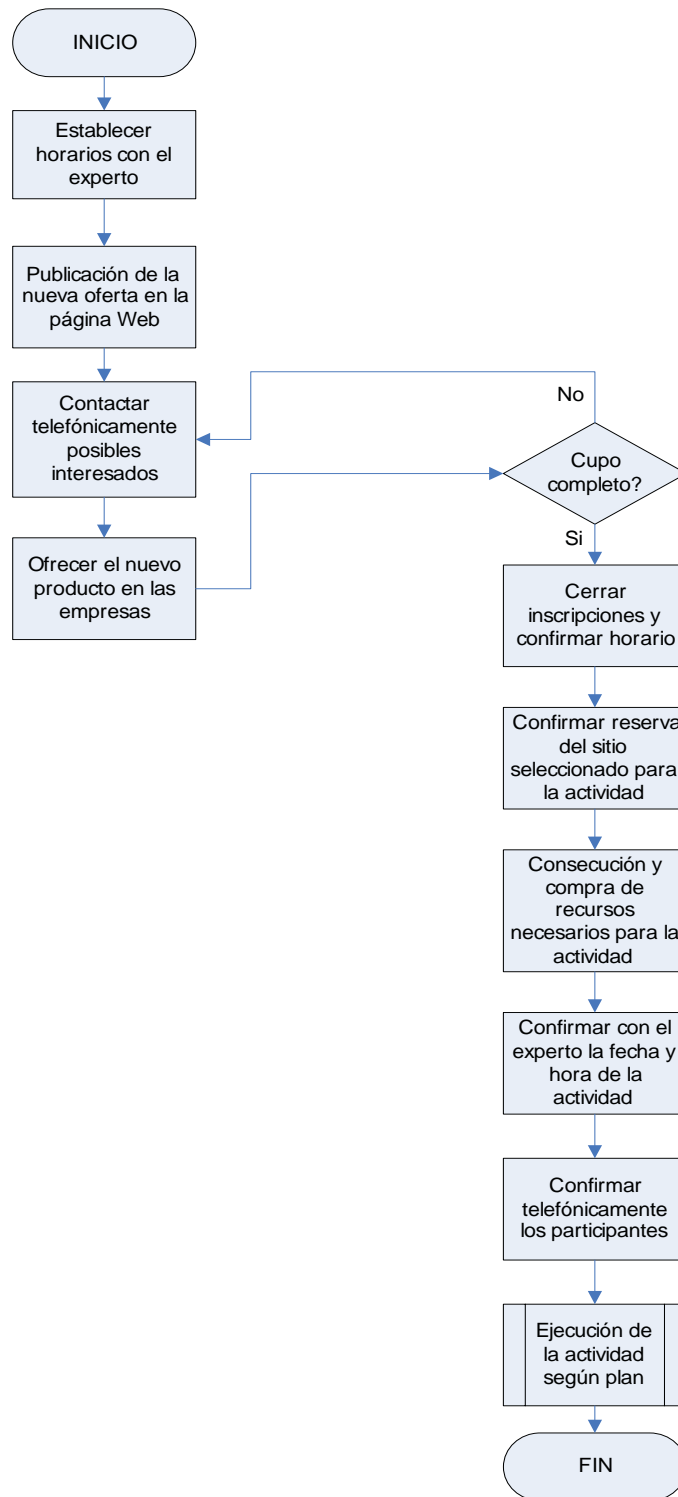 INICIO
Establecer
horarios con el
experto
Publicación de la
nueva oferta en la
página Web
Contactar
telefónicamente
posibles
interesados
Ofrecer el nuevo
producto en las
empresas
No
Cupo
completo?
Si
Cerrar
inscripciones y
confirmar horario
Confirmar reserva
del sitio
seleccionado para
la actividad
Consecución y
compra de
recursos
necesarios para la
actividad
Confirmar con el
experto la fecha y
hora de la
actividad
Confirmar
telefónicamente
los participantes
Ejecución de
la actividad
según plan
FIN